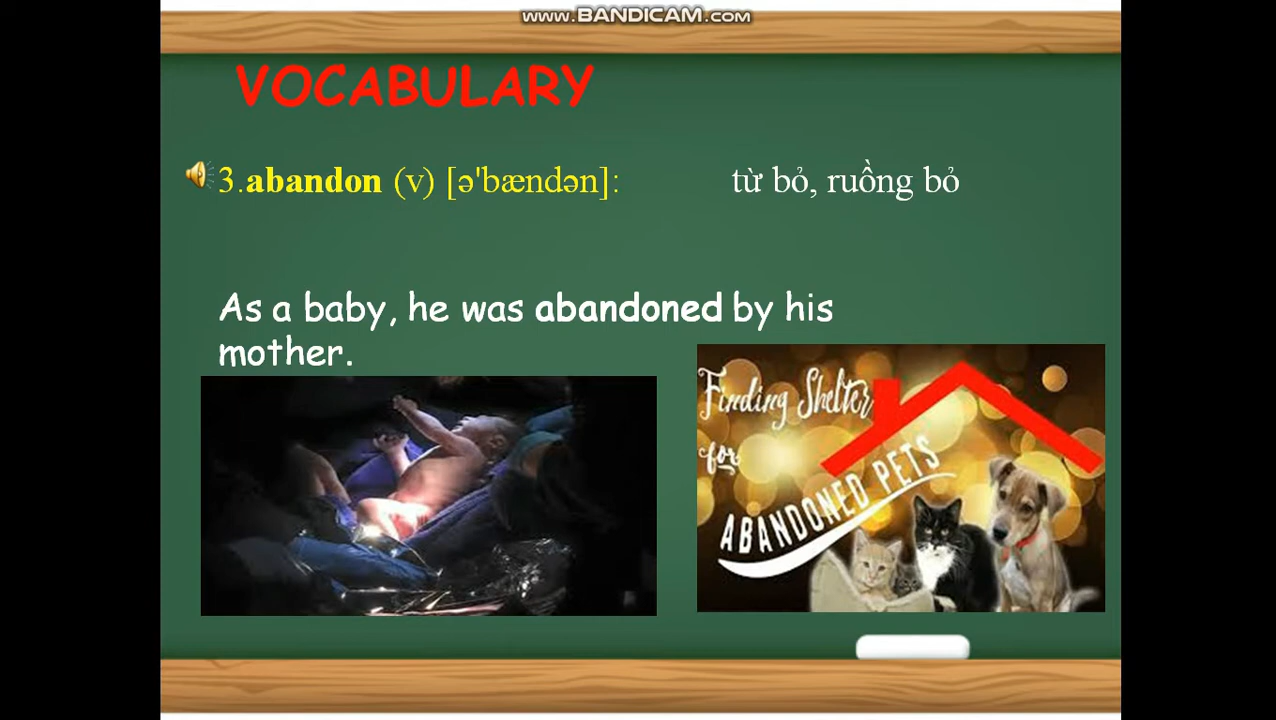 www.BANDICAM.com
VOCABULARY
3.abandon (v) [ə'bændən]: từ bỏ, ruồng bỏ
As a baby, he was abandoned by his
mother.
Finding Shelter
for
ABANDONED PETS